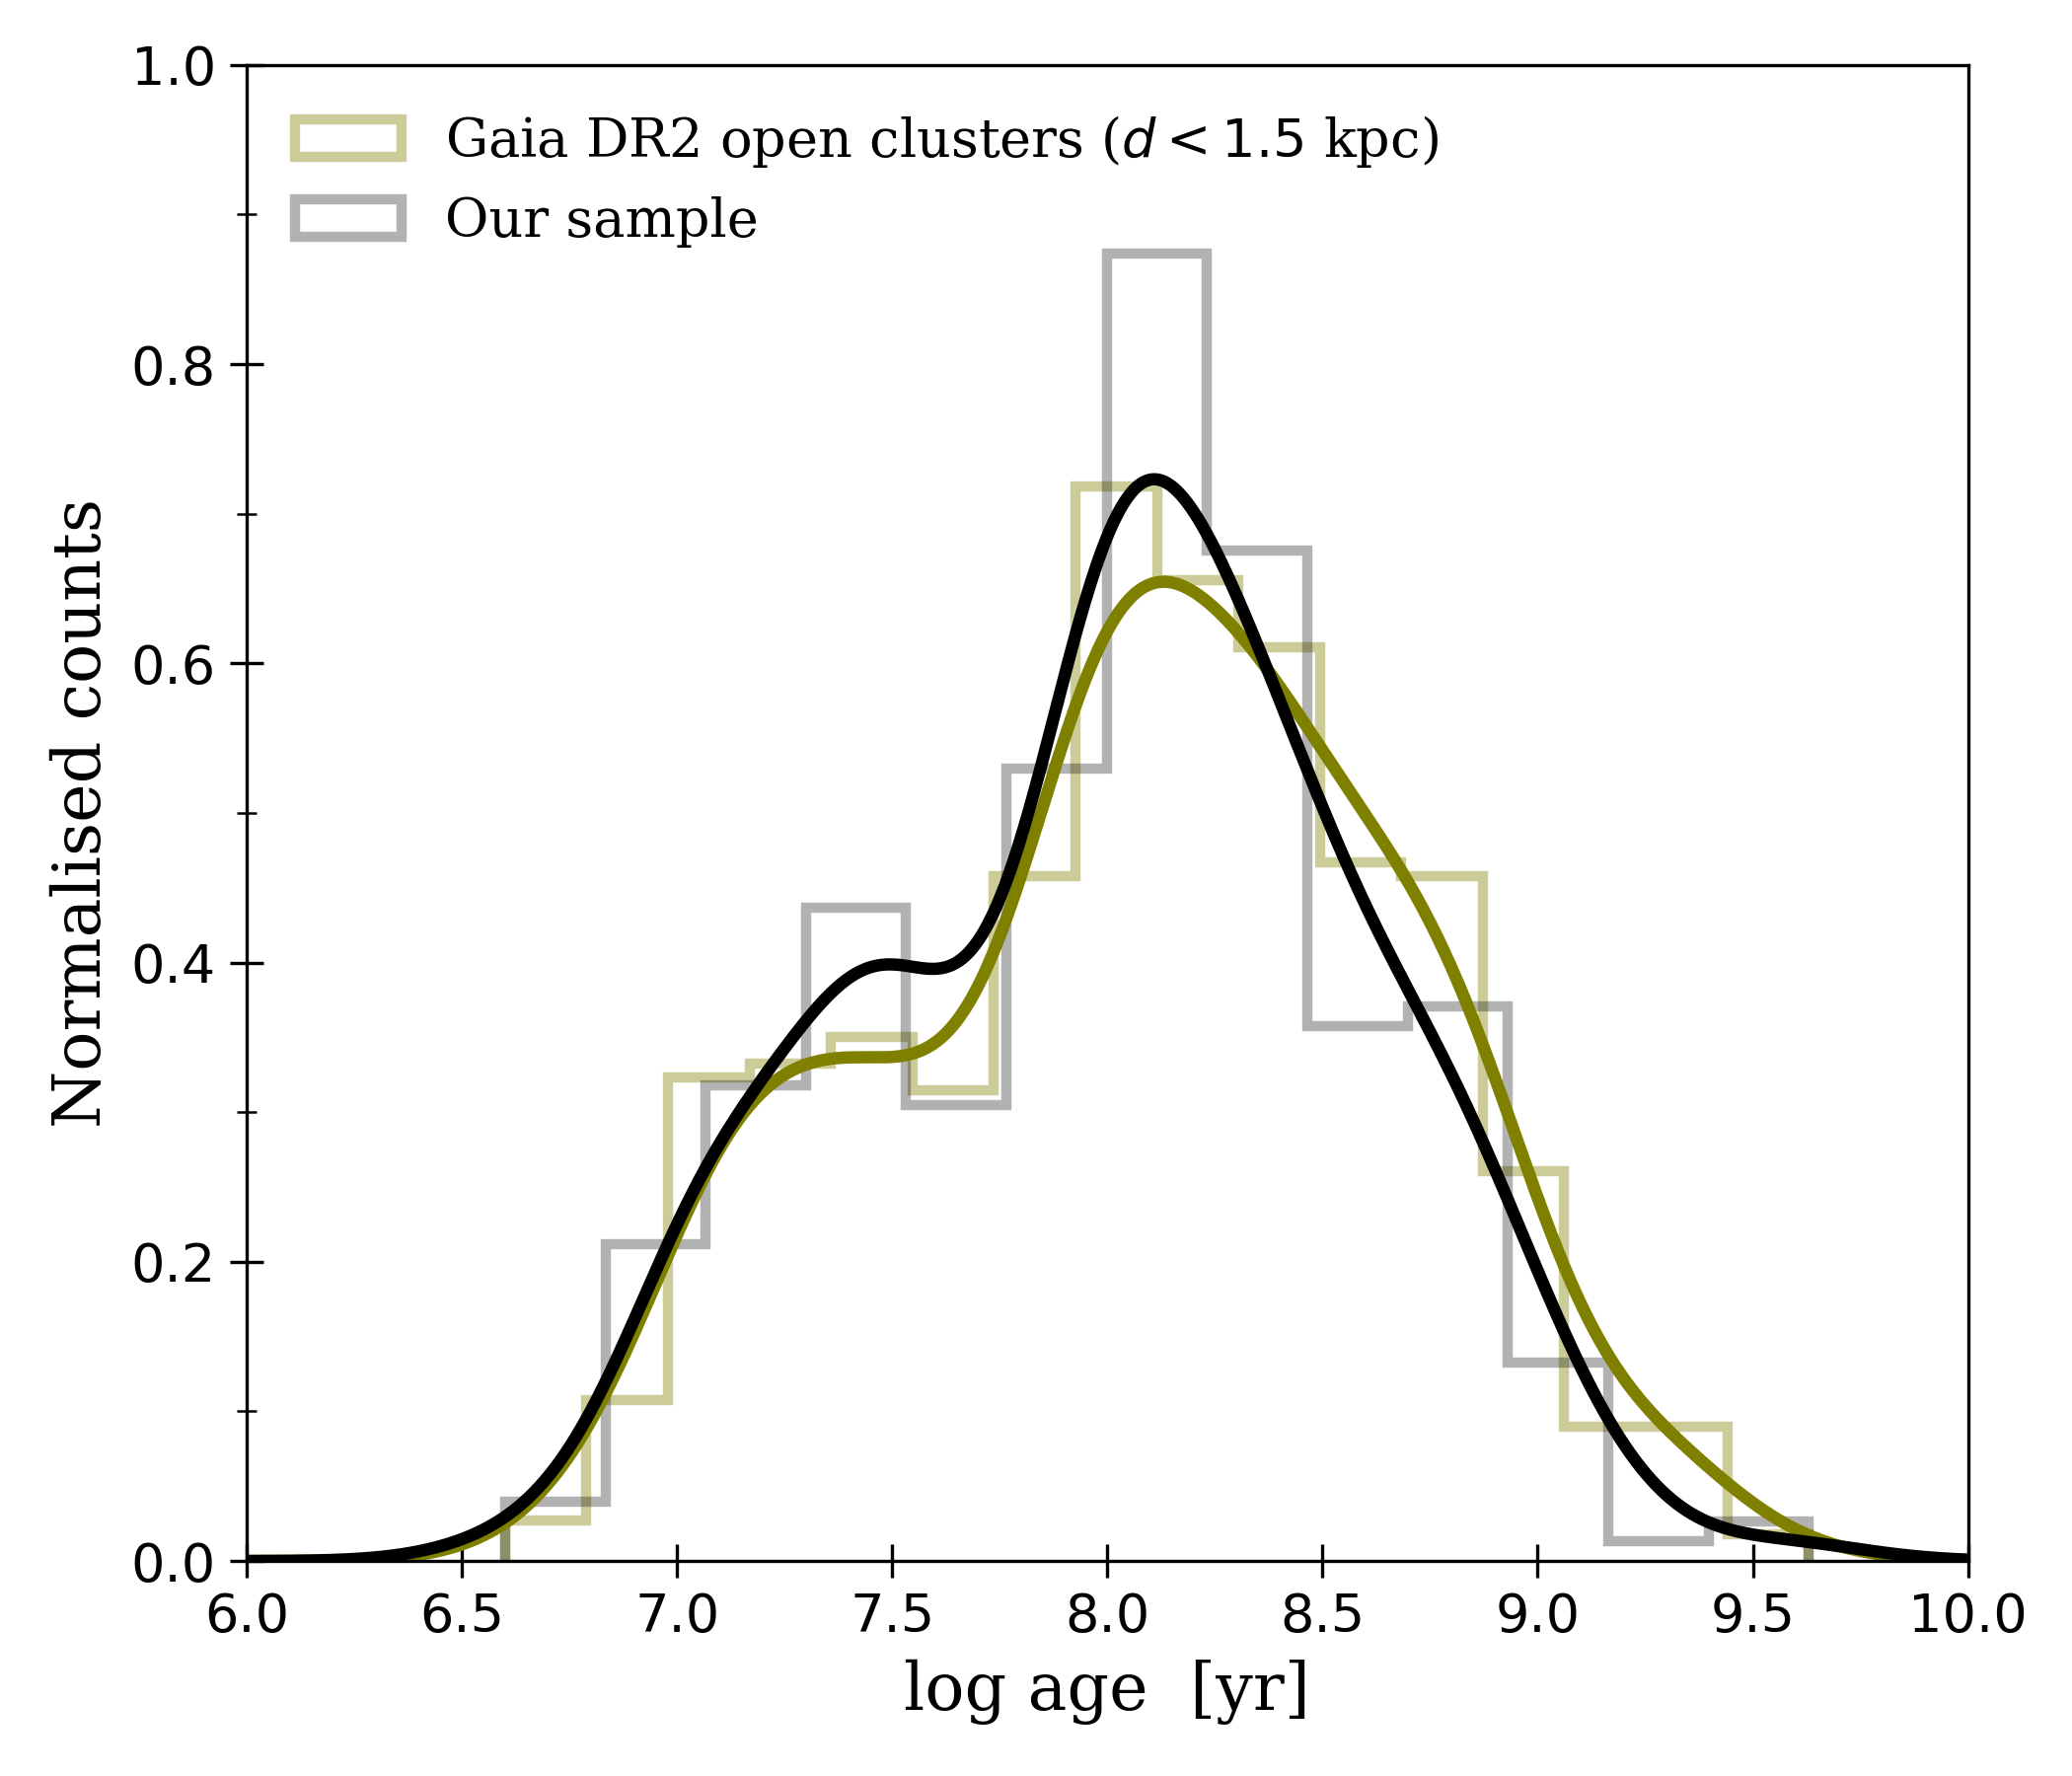 1.0
Gaia DR2 open clusters (d < 1.5 kpc)
Our sample
0.8
0.6
0.4
0.2
0.0
Normalised counts
6.0 6.5 7.0 7.5 8.0 8.5 9.0 9.5 10.0
log age [yr]